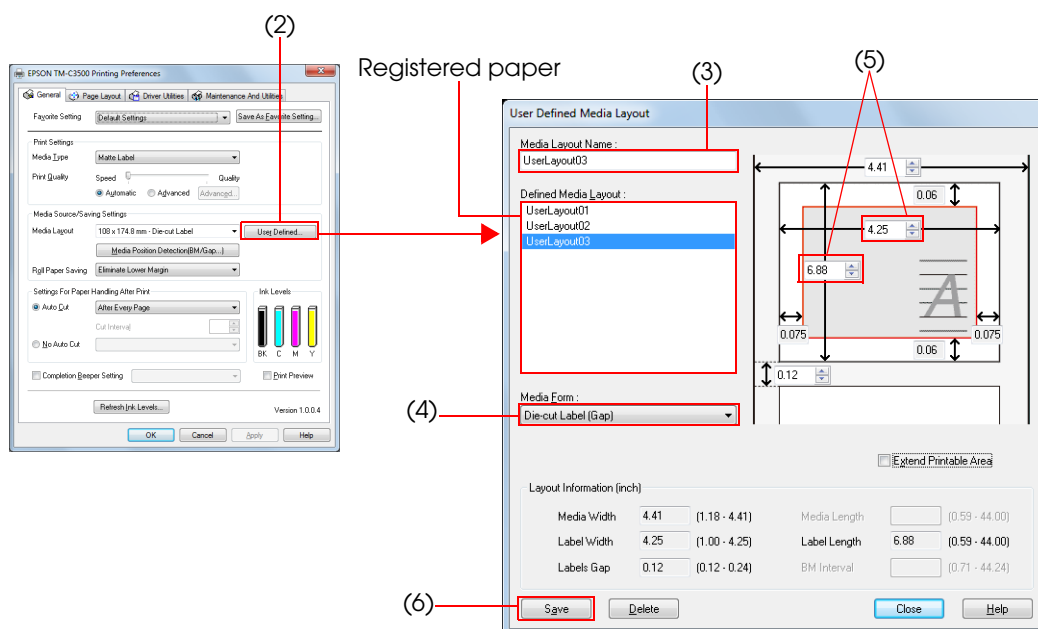 (2)
EPSON TM-C3500 Printing Preferences
General Page Layout Driver Utilities Maintenance And Utilities
Favorite Setting Default Settings Save As Favorite Setting...
Print Settings
Media Type Matte Label
Print Quality Speed Quality
Automatic Advanced Advanced...
Media Source/Saving Settings
Media Layout 108 x 174.8 mm - Die-cut Label User Defined...
Media Position Detection(BM/Gap...)
Roll Paper Saving Eliminate Lower Margin
Settings For Paper Handling After Print Ink Levels
Auto Cut After Every Page
Cut Interval
No Auto Cut
BK C M Y
Completion Beeper Setting Print Preview
Refresh Ink Levels... Version 1.0.0.4
OK Cancel Apply Help
Registered paper
(3)
(5)
User Defined Media Layout
Media Layout Name :
UserLayout03
Defined Media Layout :
UserLayout01
UserLayout02
UserLayout03
4.41
0.06
4.25
6.88
A
0.075 0.075
0.06
0.12
(4)
Media Form :
Die-cut Label (Gap)
Extend Printable Area
Layout Information (inch)
Media Width 4.41 (1.18 - 4.41) Media Length (0.59 - 44.00)
Label Width 4.25 (1.00 - 4.25) Label Length 6.88 (0.59 - 44.00)
Labels Gap 0.12 (0.12 - 0.24) BM Interval (0.71 - 44.24)
(6)
Save Delete Close Help